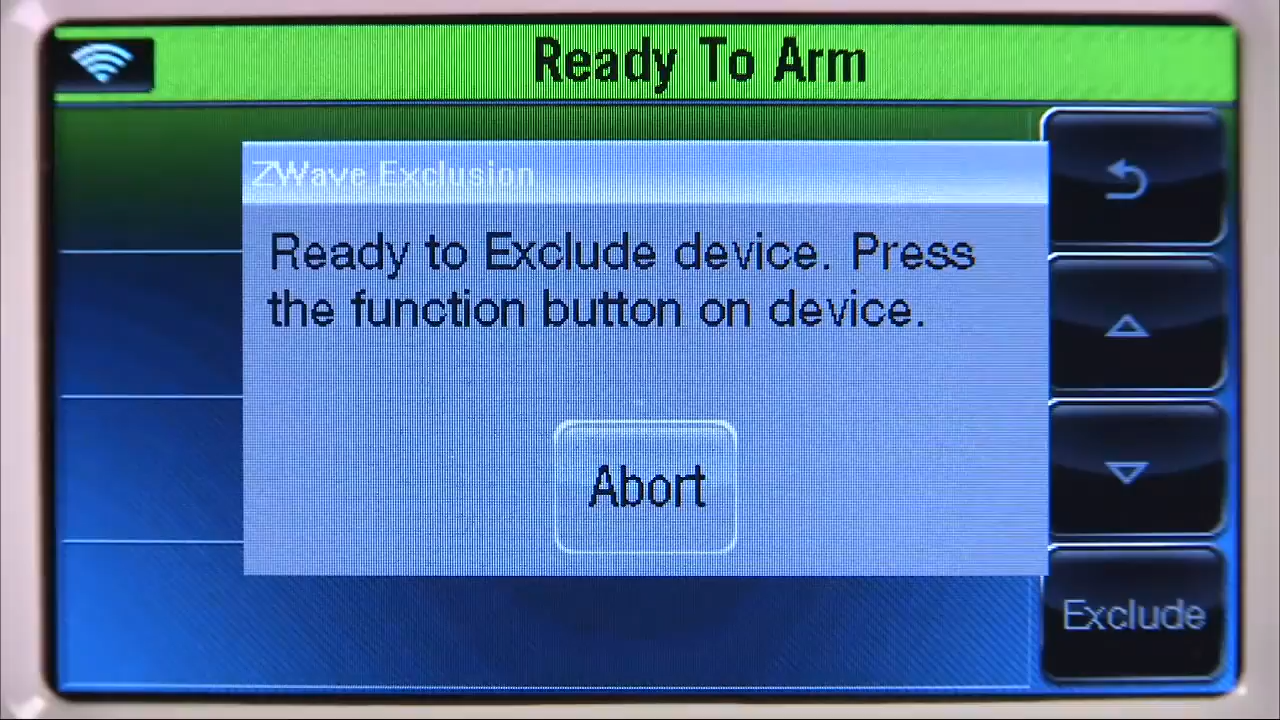 Ready To Arm
ZWave Exclusion
Ready to Exclude device. Press
the function button on device.
Abort
Exclude